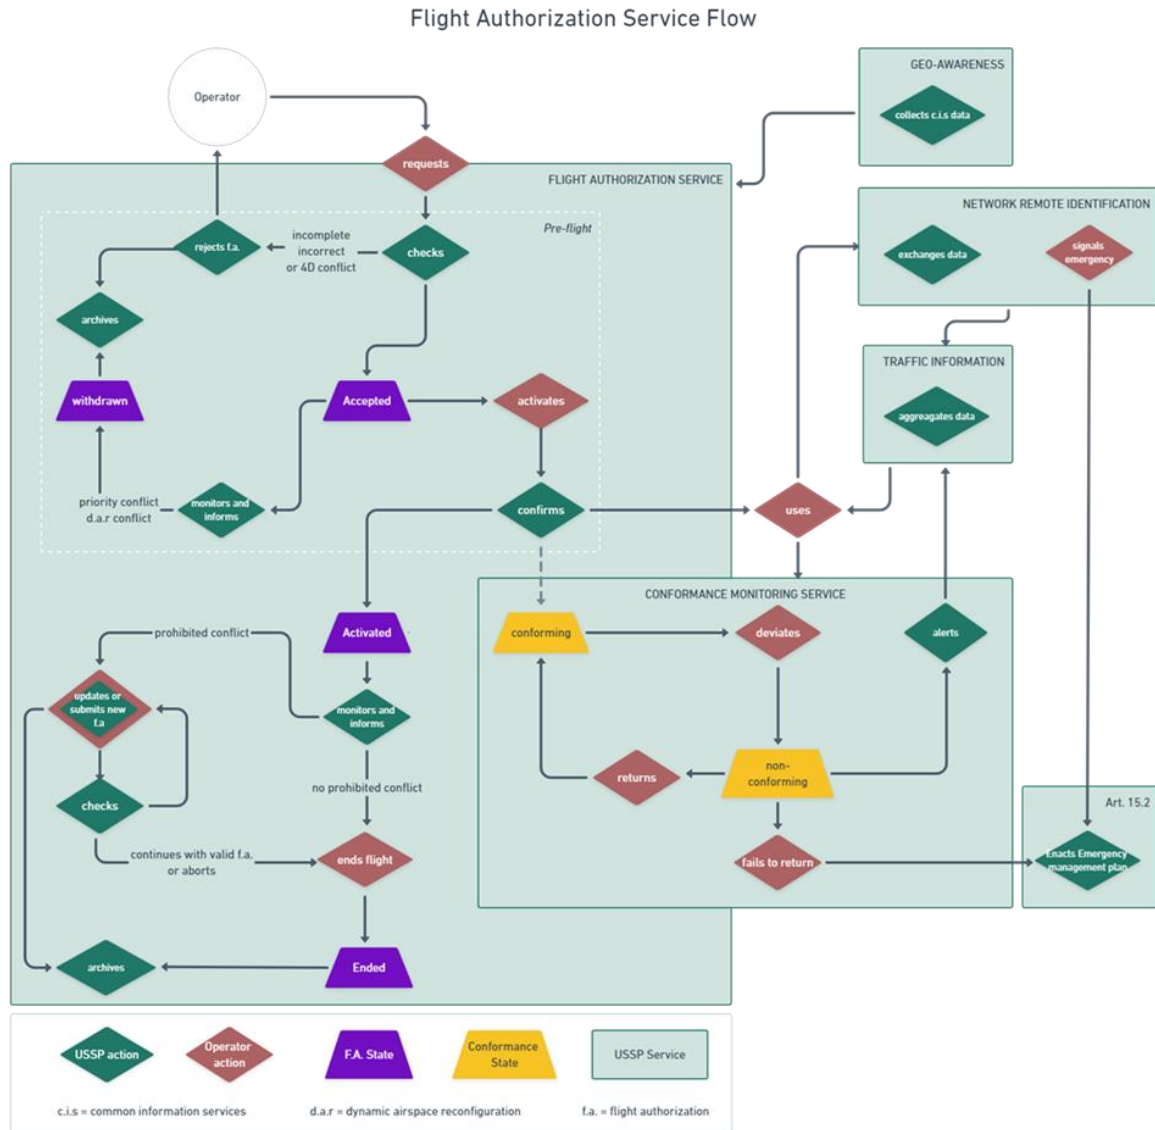 Flight Authorization Service Flow
Operator
GEO-AWARENESS
collects c.i.s data
requests
FLIGHT AUTHORIZATION SERVICE
NETWORK REMOTE IDENTIFICATION
Pre-flight
rejects f.a.
incomplete
incorrect
or 4D conflict
checks
exchanges data
signals
emergency
archives
TRAFFIC INFORMATION
withdrawn
Accepted
activates
aggreagates data
priority conflict
d.a.r conflict
monitors and
informs
confirms
uses
CONFORMANCE MONITORING SERVICE
prohibited conflict
Activated
conforming
deviates
alerts
updates or
submits new
f.a
monitors and
informs
returns
non-
conforming
no prohibited conflict
checks
Art. 15.2
continues with valid f.a.
or aborts
ends flight
fails to return
Enacts Emergency
management plan
archives
Ended
USSP action
Operator
action
F.A. State
Conformance
State
USSP Service
c.i.s = common information services
d.a.r = dynamic airspace reconfiguration
f.a. = flight authorization